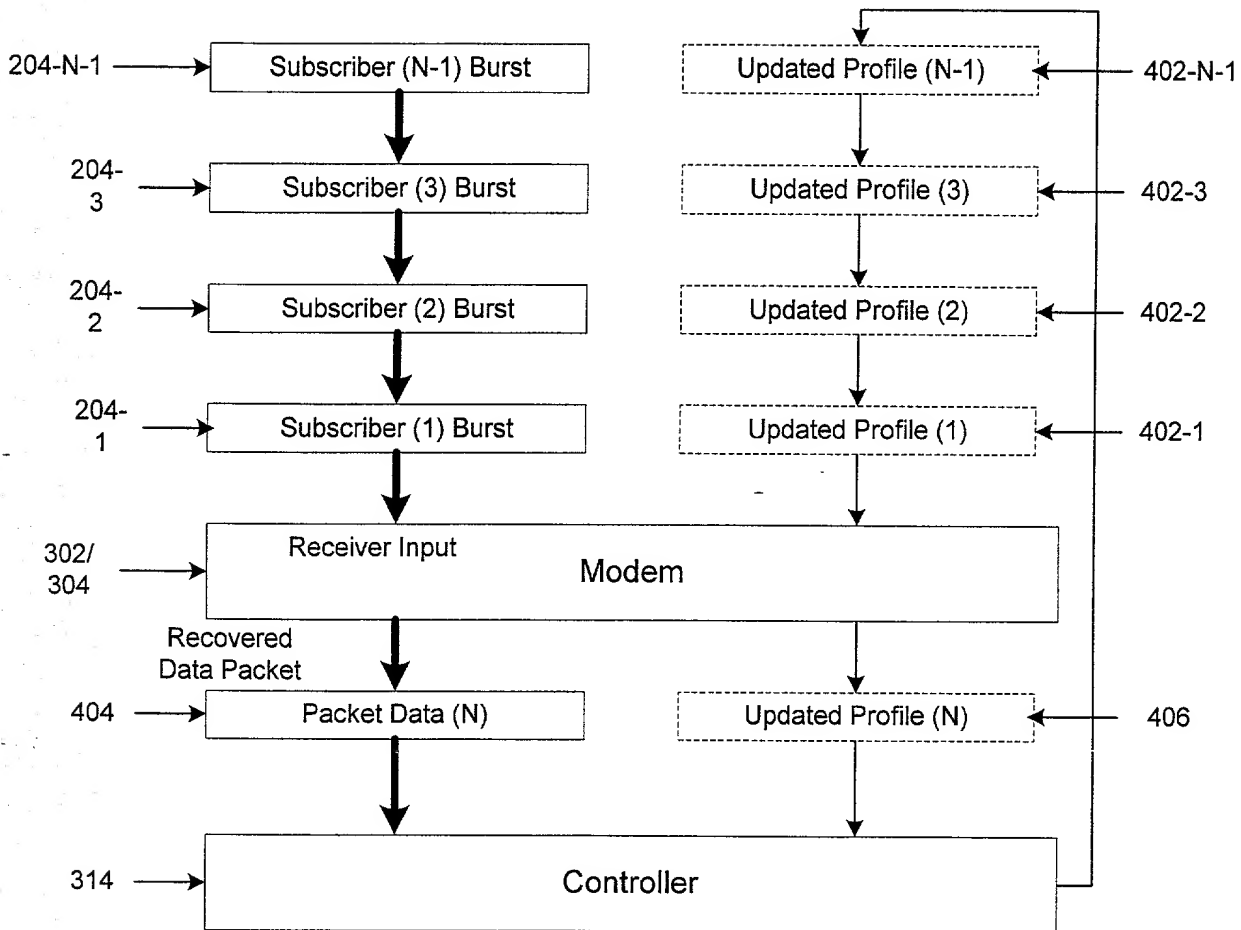 204-N-1
Subscriber (N-1) Burst
Updated Profile (N-1)
402-N-1
204-
3
Subscriber (3) Burst
Updated Profile (3)
402-3
204-
2
Subscriber (2) Burst
Updated Profile (2)
402-2
204-
1
Subscriber (1) Burst
Updated Profile (1)
402-1
302/
304
Receiver Input
Modem
Recovered
Data Packet
404
Packet Data (N)
Updated Profile (N)
406
314
Controller